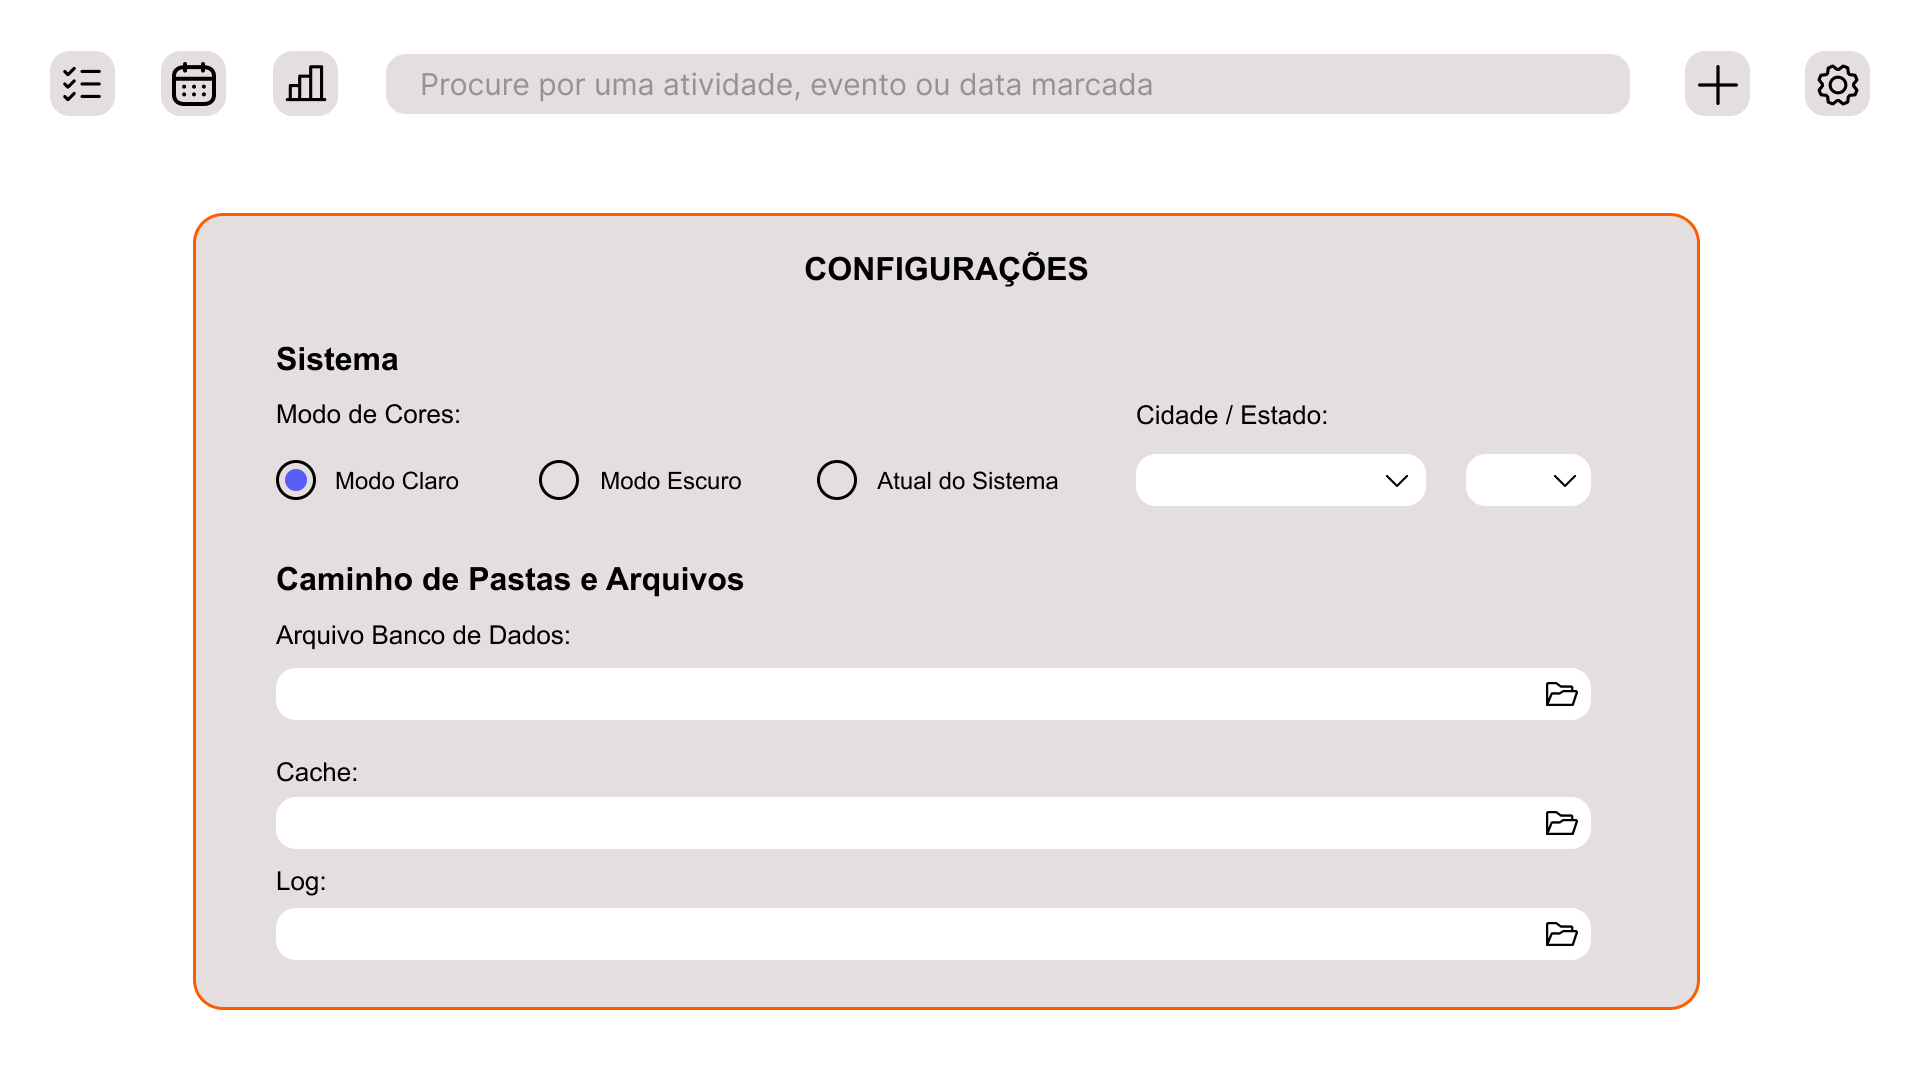 Procure por uma atividade, evento ou data marcada
CONFIGURAÇÕES
Sistema
Modo de Cores:
Cidade / Estado:
Modo Claro
Modo Escuro
Atual do Sistema
Caminho de Pastas e Arquivos
Arquivo Banco de Dados:
Cache:
Log: